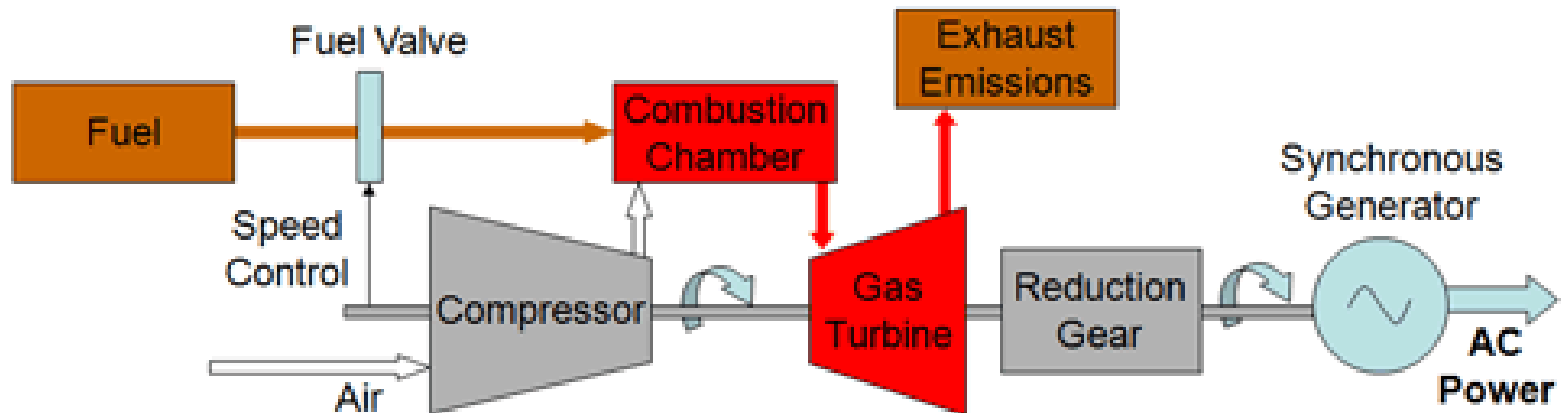 Fuel Valve
Fuel
Combustion
Chamber
Exhaust
Emissions
Synchronous
Generator
Speed
Control
Compressor
Gas
Turbine
Reduction
Gear
Air
AC
Power